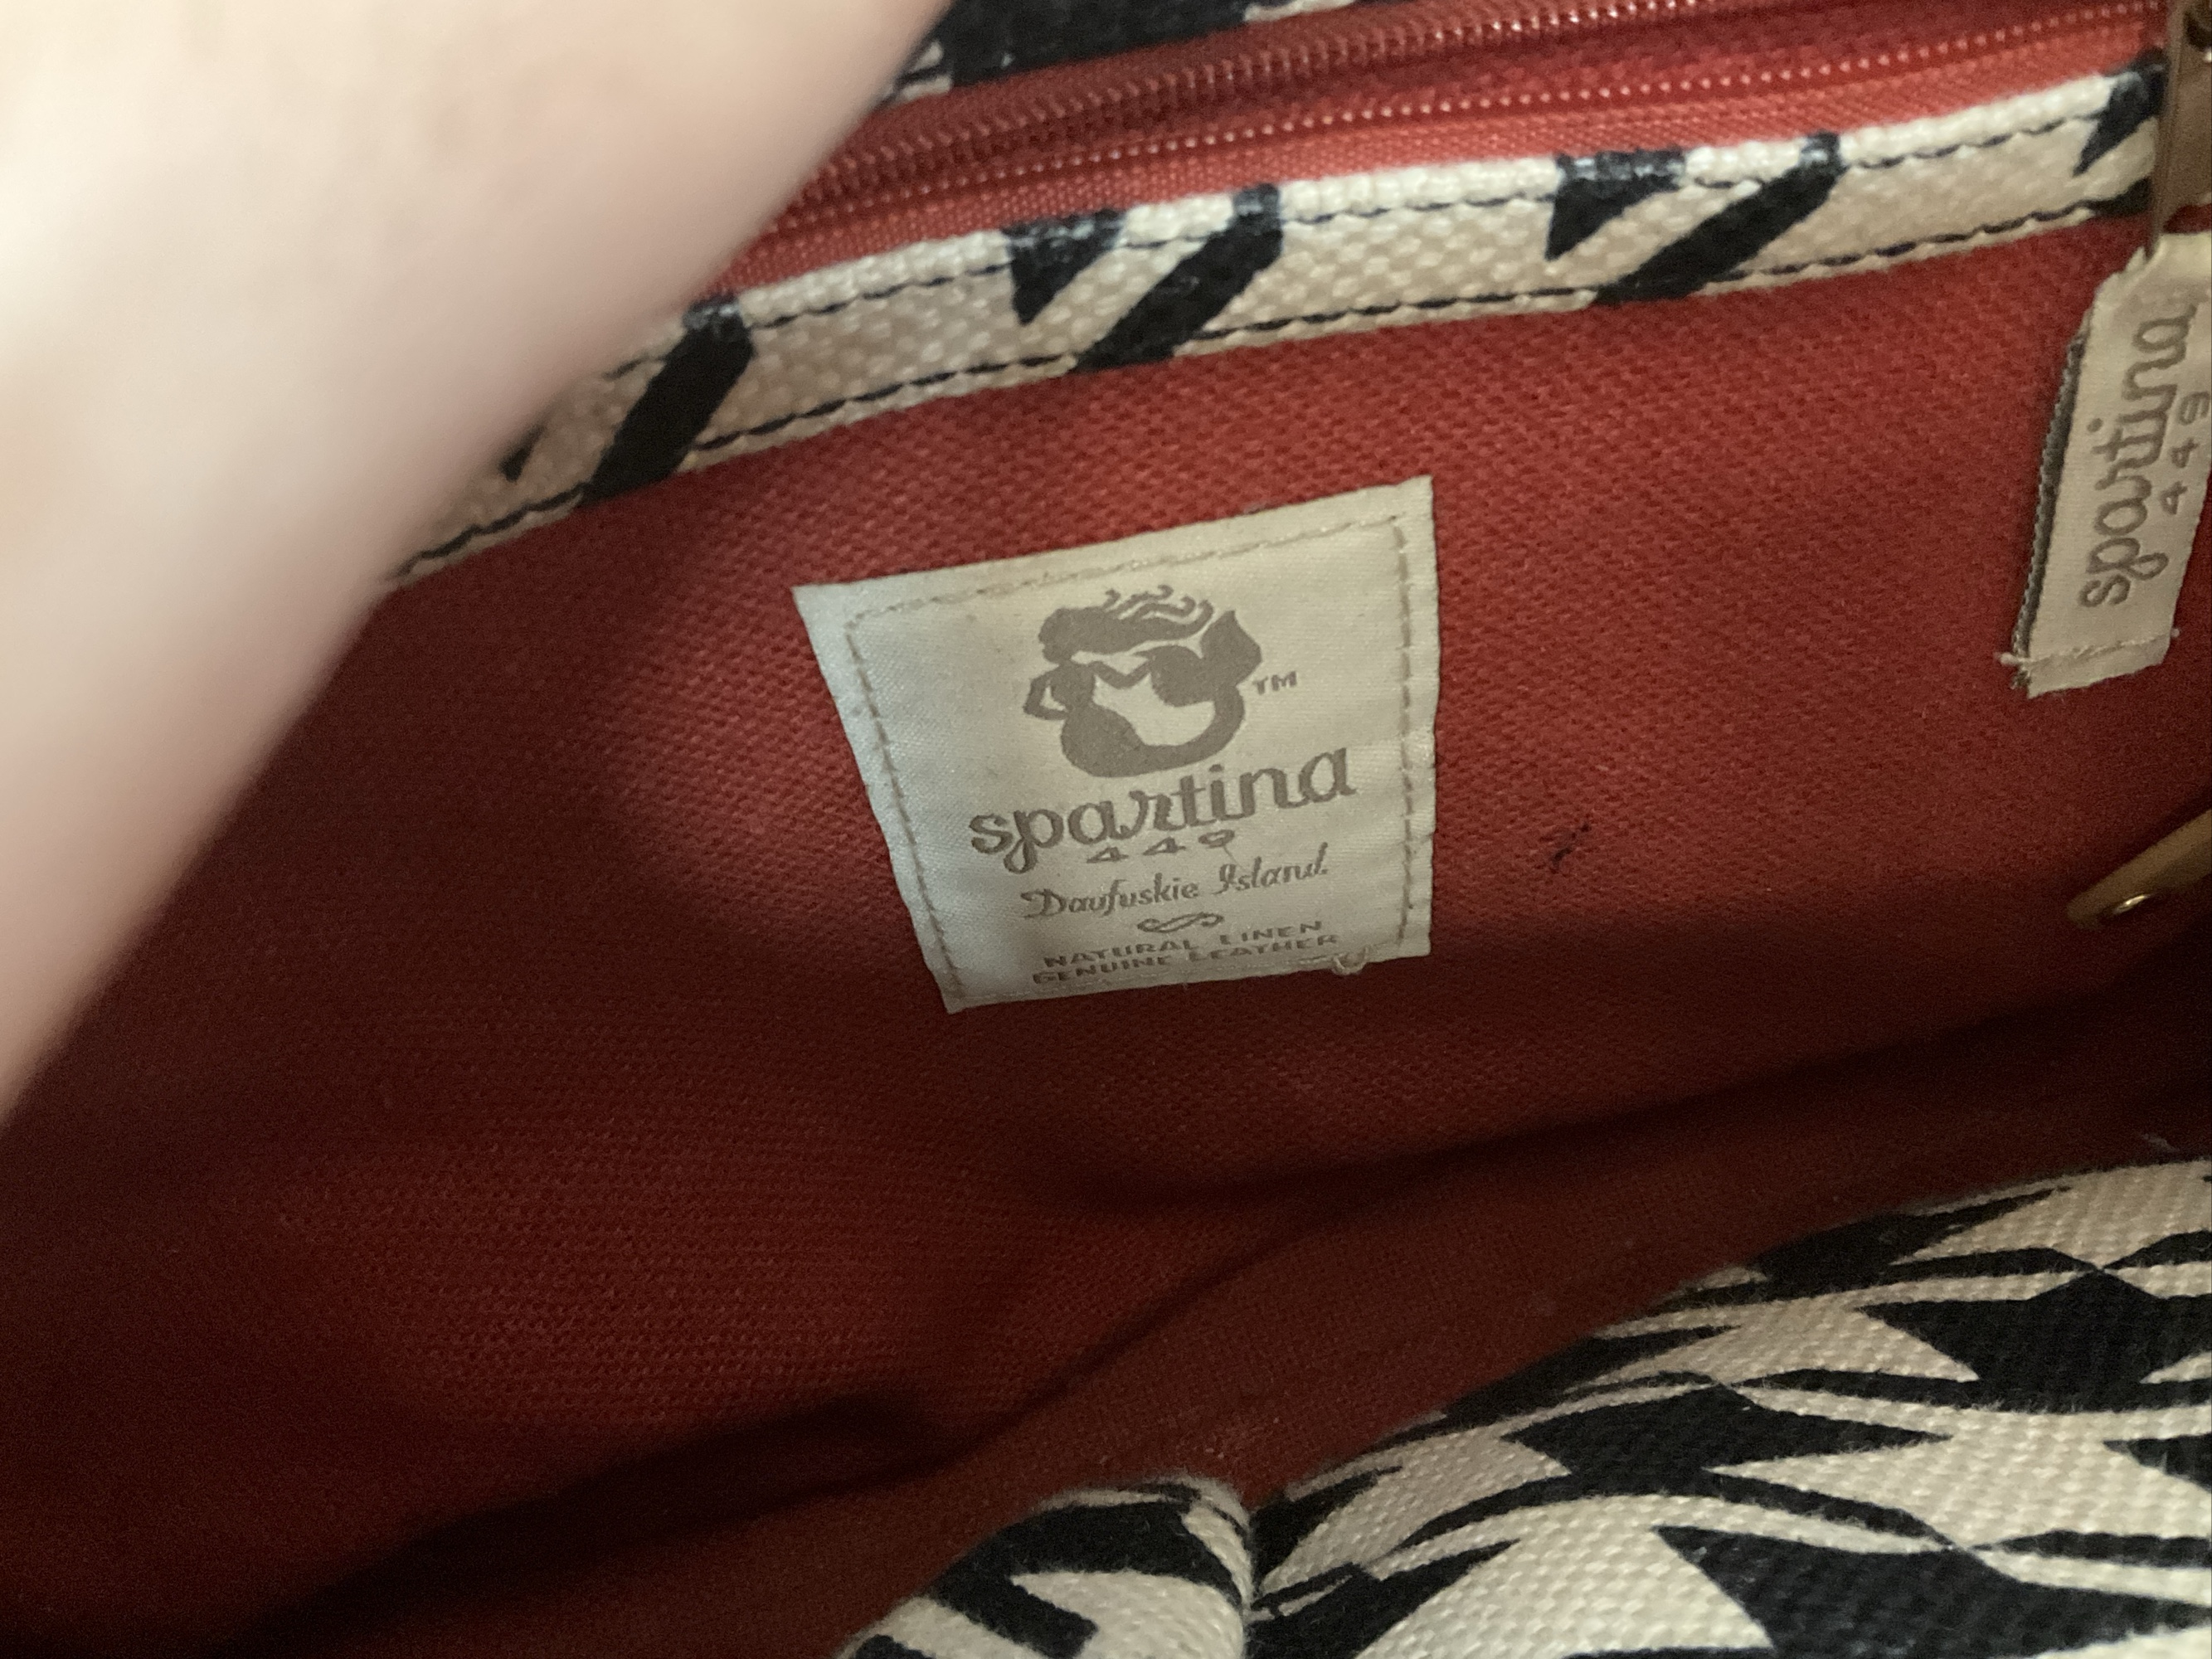 TM
spartina
449
Daufuskie Island.
NATURAL LINEN
GENUINE LEATHER
spartina
449